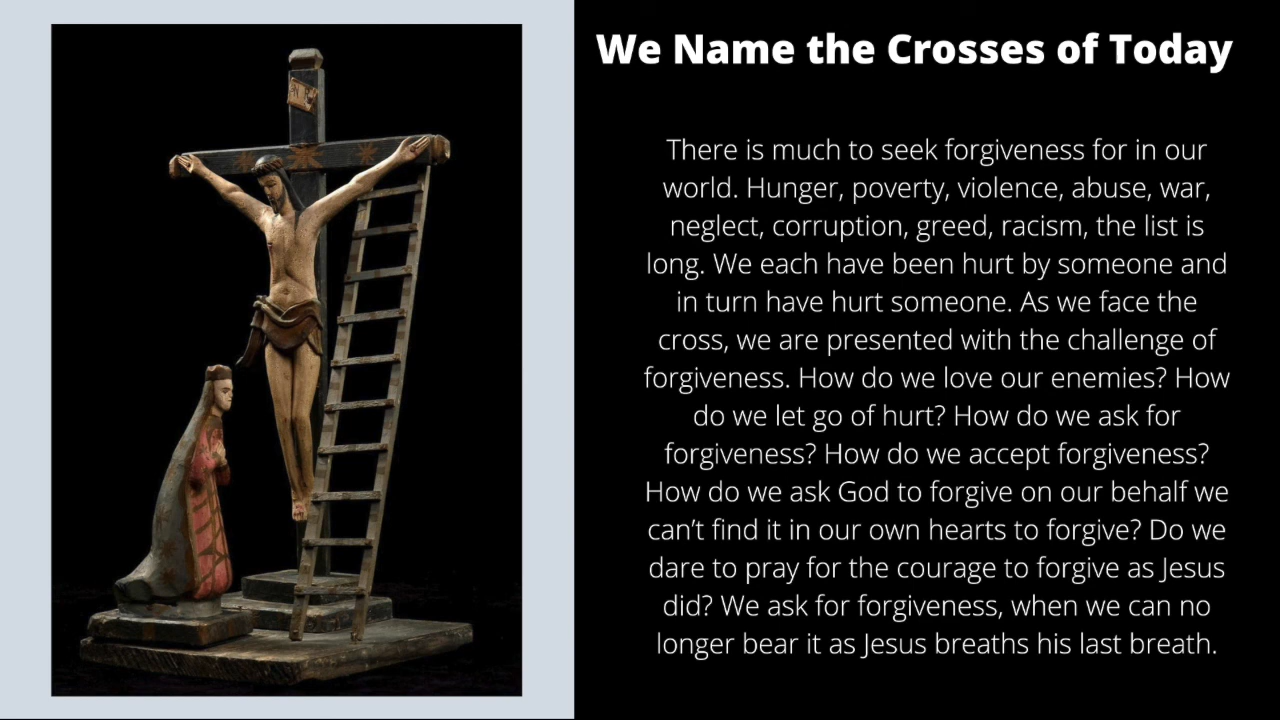 We Name the Crosses of Today
There is much to seek forgiveness for in our
world. Hunger, poverty, violence, abuse, war,
neglect, corruption, greed, racism, the list is
long. We each have been hurt by someone and
in turn have hurt someone. As we face the
cross, we are presented with the challenge of
forgiveness. How do we love our enemies? How
do we let go of hurt? How do we ask for
forgiveness? How do we accept forgiveness?
How do we ask God to forgive on our behalf we
can’t find it in our own hearts to forgive? Do we
dare to pray for the courage to forgive as Jesus
did? We ask for forgiveness, when we can no
longer bear it as Jesus breaths his last breath.